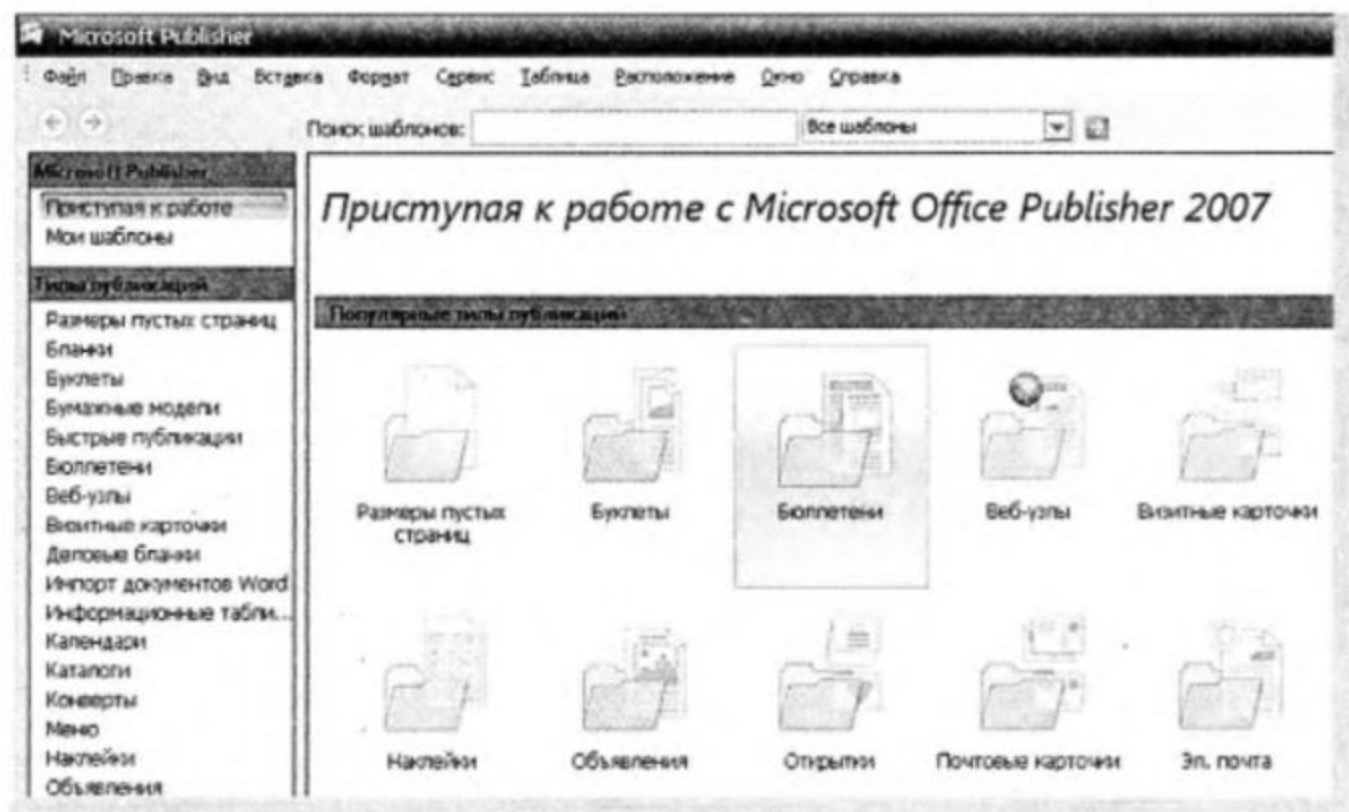 Microsoft Publisher
Файл Правка Вид Вставка Формат Сервис Таблица Расположение Окно Справка
Поиск шаблонов: Все шаблоны
Microsoft Publisher
Приступая к работе
Мои шаблоны
Типы публикаций
Размеры пустых страниц
Бланки
Буклеты
Бумажные модели
Быстрые публикации
Бюллетени
Веб-узлы
Визитные карточки
Деловые бланки
Импорт документов Word
Информационные табли...
Календари
Каталоги
Конверты
Меню
Наклейки
Объявления
Приступая к работе с Microsoft Office Publisher 2007
Популярные типы публикации
Размеры пустых
страниц
Буклеты
Бюллетени
Веб-узлы
Визитные карточки
Наклейки
Объявления
Открытки
Почтовые карточки
Эл. почта